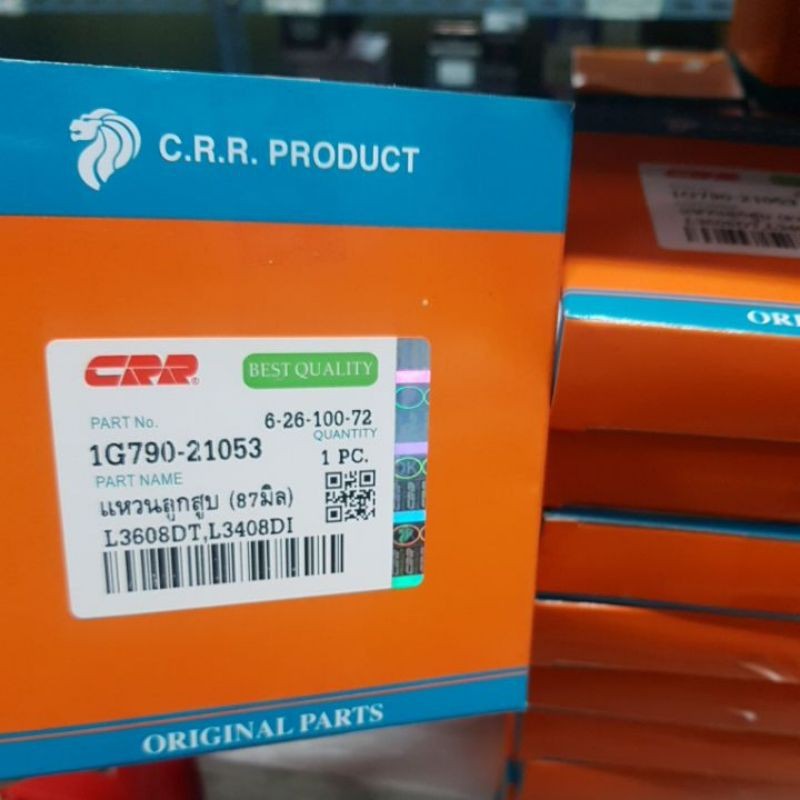 C.R.R. PRODUCT
CRR®
BEST QUALITY
PART No.
6-26-100-72
1G790-21053
QUANTITY
1 PC.
PART NAME
แหวนลูกสูบ (87มิล)
L3608DT,L3408DI
ORIGINAL PARTS